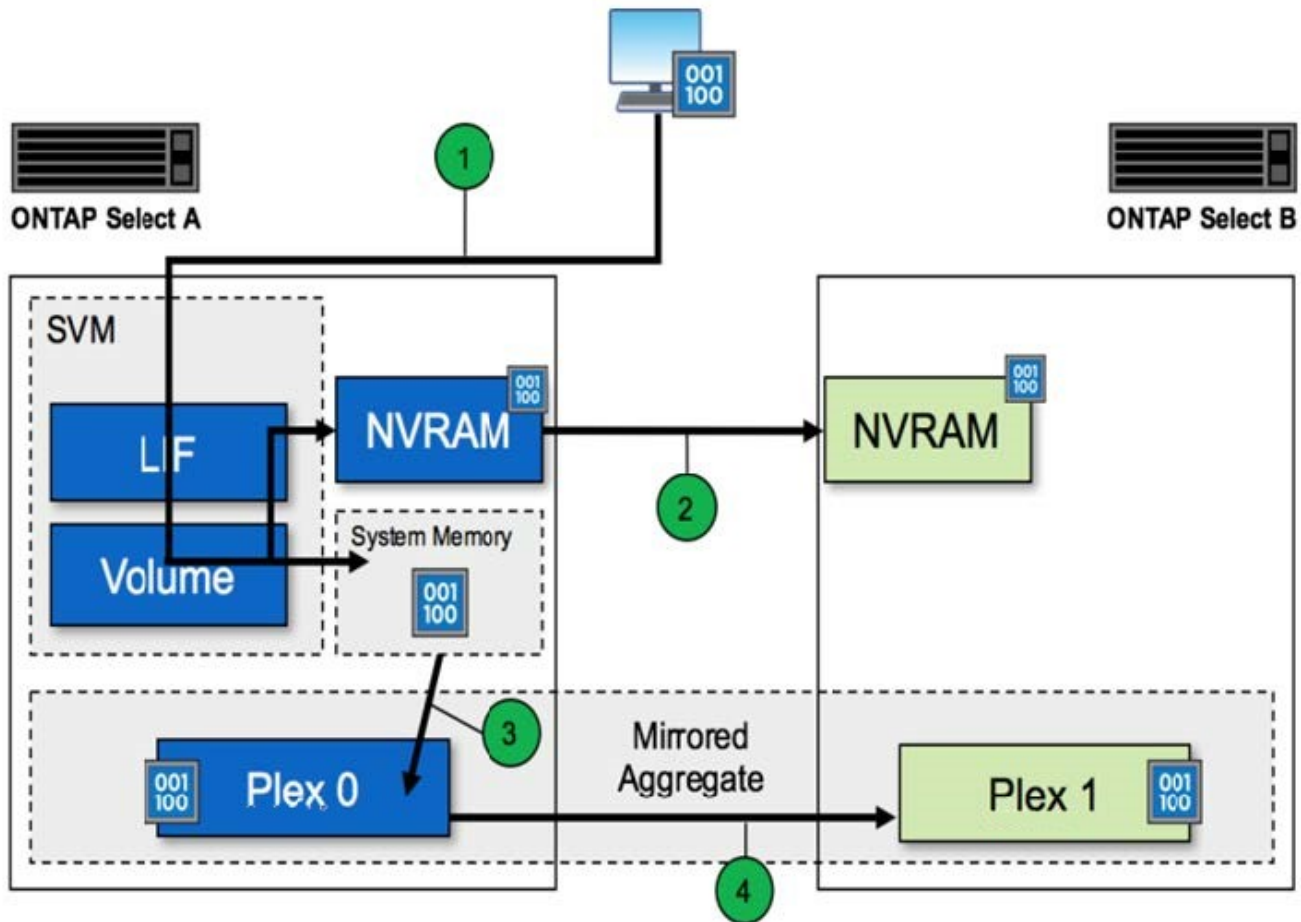 001
100
1
ONTAP Select A
ONTAP Select B
SVM
LIF
NVRAM
001
100
NVRAM
001
100
2
Volume
System Memory
001
100
3
Mirrored
Aggregate
001
100
Plex 0
Plex 1
001
100
4